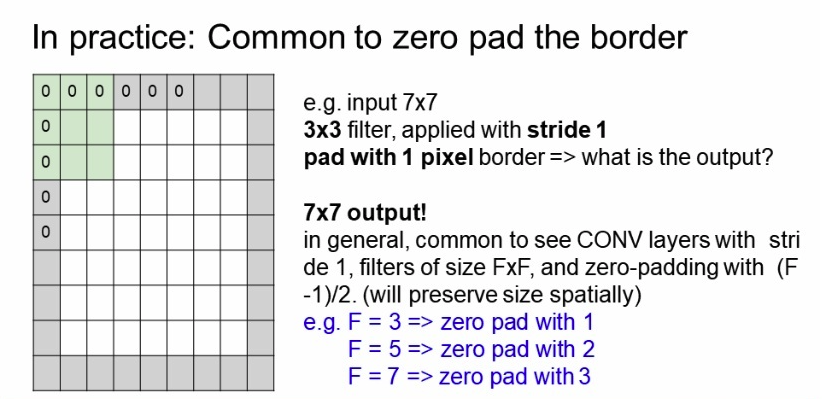 In practice: Common to zero pad the border
0 0 0 0 0 0
0
0
0
0
e.g. input 7x7
3x3 filter, applied with stride 1
pad with 1 pixel border => what is the output?
7x7 output!
in general, common to see CONV layers with stri
de 1, filters of size FxF, and zero-padding with (F
-1)/2. (will preserve size spatially)
e.g. F = 3 => zero pad with 1
F = 5 => zero pad with 2
F = 7 => zero pad with 3